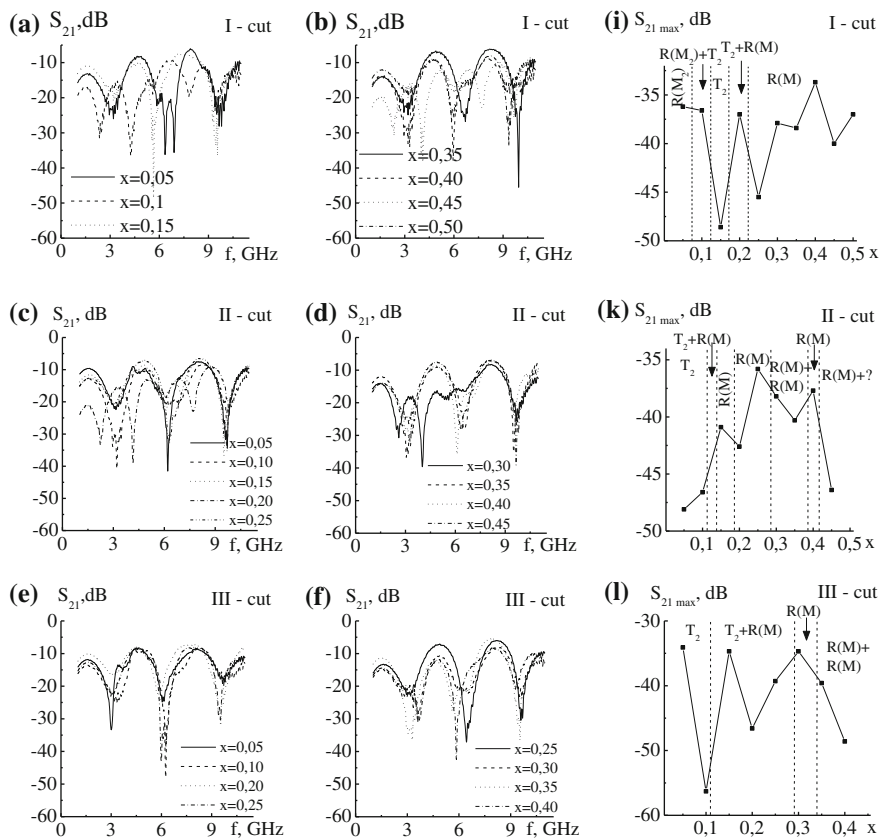 (a) S21,dB I - cut
0
-10
-20
-30
-40
-50
-60
x=0,05
x=0,1
x=0,15
0 3 6 9 f, GHz
(b) S21,dB I - cut
0
-10
-20
-30
-40
-50
-60
x=0,35
x=0,40
x=0,45
x=0,50
0 3 6 9 f, GHz
(i) S21 max, dB I - cut
R(M2)+T2 T2+R(M)
R(M2) T2 R(M)
-35
-40
-45
-50
0,1 0,2 0,3 0,4 0,5 x
(c) S21, dB II - cut
0
-10
-20
-30
-40
-50
-60
x=0,05
x=0,10
x=0,15
x=0,20
x=0,25
0 3 6 9 f, GHz
(d) S21, dB II - cut
0
-10
-20
-30
-40
-50
-60
x=0,30
x=0,35
x=0,40
x=0,45
0 3 6 9 f, GHz
(k) S21 max, dB II - cut
T2+R(M) R(M)
T2 R(M) R(M) R(M)+ R(M)+?
R(M)
-35
-40
-45
-50
0,1 0,2 0,3 0,4 0,5 x
(e) S21,dB III - cut
0
-10
-20
-30
-40
-50
-60
x=0,05
x=0,10
x=0,20
x=0,25
0 3 6 9 f, GHz
(f) S21, dB III - cut
0
-10
-20
-30
-40
-50
-60
x=0,25
x=0,30
x=0,35
x=0,40
0 3 6 9 f, GHz
(l) S21 max, dB III - cut
R(M)
T2 T2+R(M) R(M)+
R(M)
-30
-40
-50
-60
0,1 0,2 0,3 0,4 x